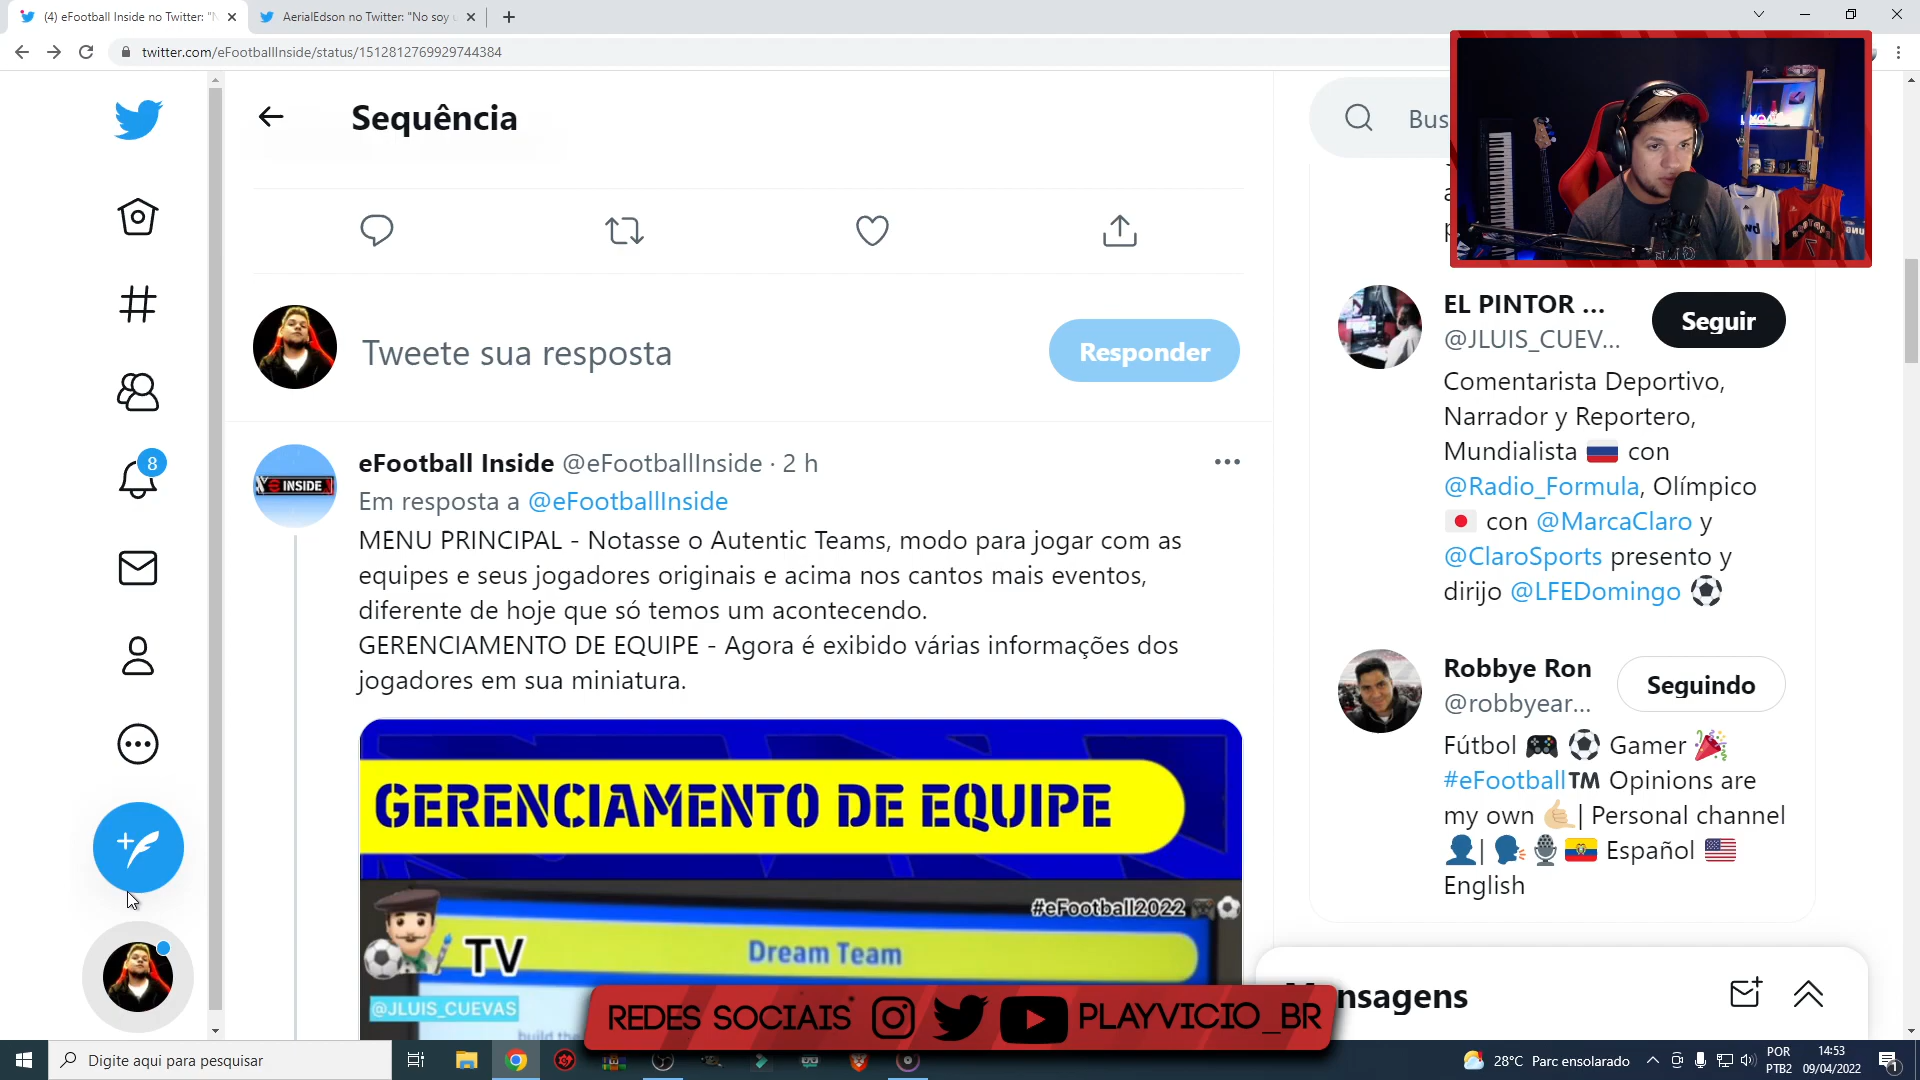 (4) eFootball Inside no Twitter: "N
AerialEdson no Twitter: "No soy
twitter.com/eFootballInside/status/1512812769929744384
Sequência
Bus
Tweete sua resposta
Responder
8
eFootball Inside @eFootballInside · 2 h
Em resposta a @eFootballInside
MENU PRINCIPAL - Notasse o Autentic Teams, modo para jogar com as
equipes e seus jogadores originais e acima nos cantos mais eventos,
diferente de hoje que só temos um acontecendo.
GERENCIAMENTO DE EQUIPE - Agora é exibido várias informações dos
jogadores em sua miniatura.
INSIDE
GERENCIAMENTO DE EQUIPE
#eFootball2022
TV
Dream Team
@JLUIS_CUEVAS
build the
EL PINTOR ...
@JLUIS_CUEV...
Seguir
Comentarista Deportivo,
Narrador y Reportero,
Mundialista 🇷🇺 con
@Radio_Formula, Olímpico
🇯🇵 con @MarcaClaro y
@ClaroSports presento y
dirijo @LFEDomingo ⚽
Robbye Ron
@robbyear...
Seguindo
Fútbol 🎮 ⚽ Gamer 🎉
#eFootball™ Opinions are
my own 🤙🏼| Personal channel
👤| 🗣🎙🇪🇨 Español 🇺🇸
English
nsagens
REDES SOCIAIS PLAYVICIO_BR
Digite aqui para pesquisar
28°C Parc ensolarado
POR
PTB2
14:53
09/04/2022
1